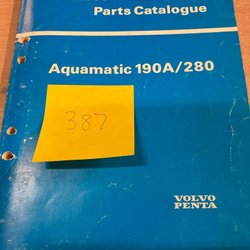 Parts Catalogue
Aquamatic 190A/280
387
VOLVO
PENTA